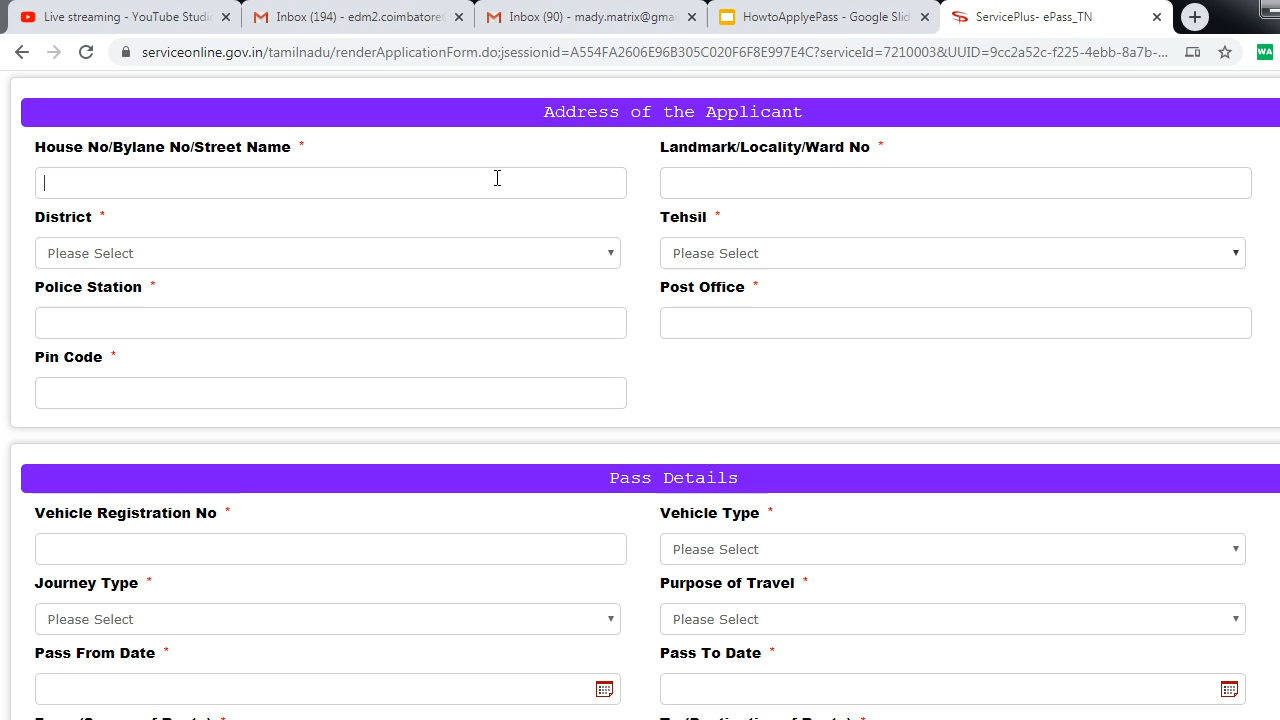 Live streaming - YouTube Studio
Inbox (194) - edm2.coimbatore
Inbox (90) - mady.matrix@gmai
HowtoApplyePass - Google Slid
ServicePlus- ePass_TN
serviceonline.gov.in/tamilnadu/renderApplicationForm.do;jsessionid=A554FA2606E96B305C020F6F8E997E4C?serviceId=7210003&UUID=9cc2a52c-f225-4ebb-8a7b-...
WA
Address of the Applicant
House No/Bylane No/Street Name *
Landmark/Locality/Ward No *
District *
Tehsil *
Please Select
Please Select
Police Station *
Post Office *
Pin Code *
Pass Details
Vehicle Registration No *
Vehicle Type *
Please Select
Journey Type *
Purpose of Travel *
Please Select
Please Select
Pass From Date *
Pass To Date *